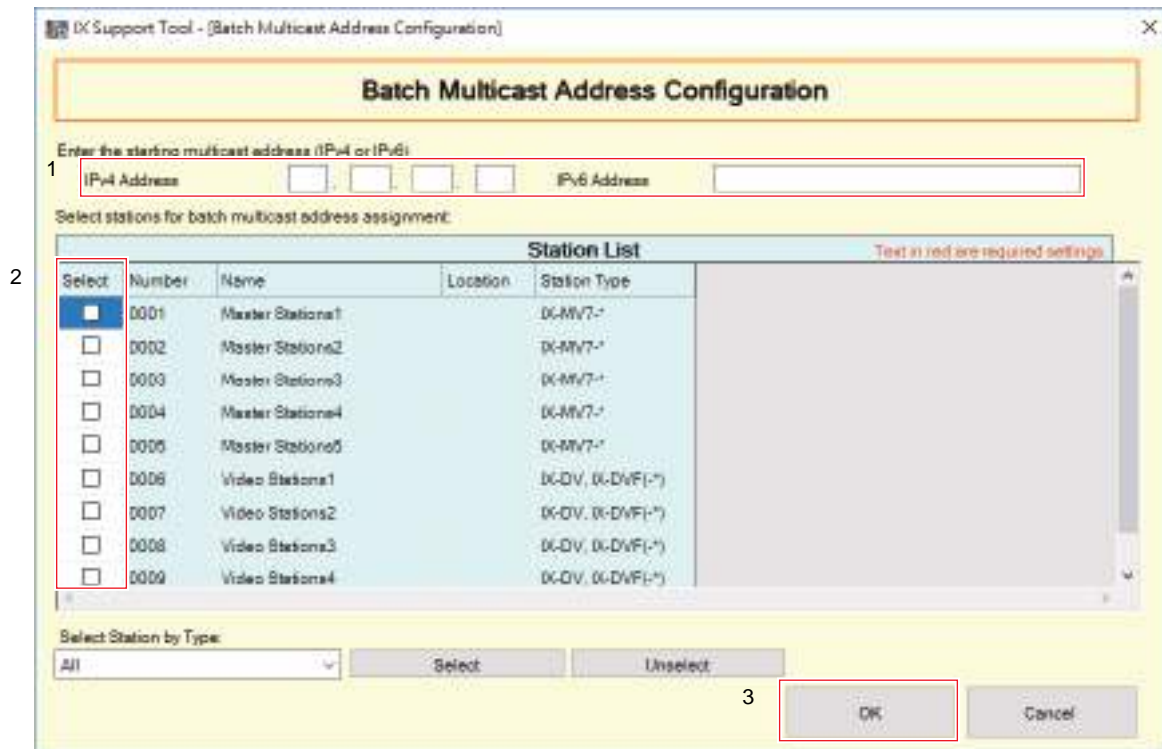 IX Support Tool - [Batch Multicast Address Configuration]
Batch Multicast Address Configuration
Enter the starting multicast address (IPv4 or IPv6)
1
IPv4 Address . . . IPv6 Address
Select stations for batch multicast address assignment:
Station List Text in red are required settings
2
Select Number Name Location Station Type
0001 Master Stations1 IX-MV7-*
0002 Master Stations2 IX-MV7-*
0003 Master Stations3 IX-MV7-*
0004 Master Stations4 IX-MV7-*
0005 Master Stations5 IX-MV7-*
0006 Video Stations1 IX-DV, IX-DVF(-*)
0007 Video Stations2 IX-DV, IX-DVF(-*)
0008 Video Stations3 IX-DV, IX-DVF(-*)
0009 Video Stations4 IX-DV, IX-DVF(-*)
Select Station by Type:
All Select Unselect
3
OK Cancel